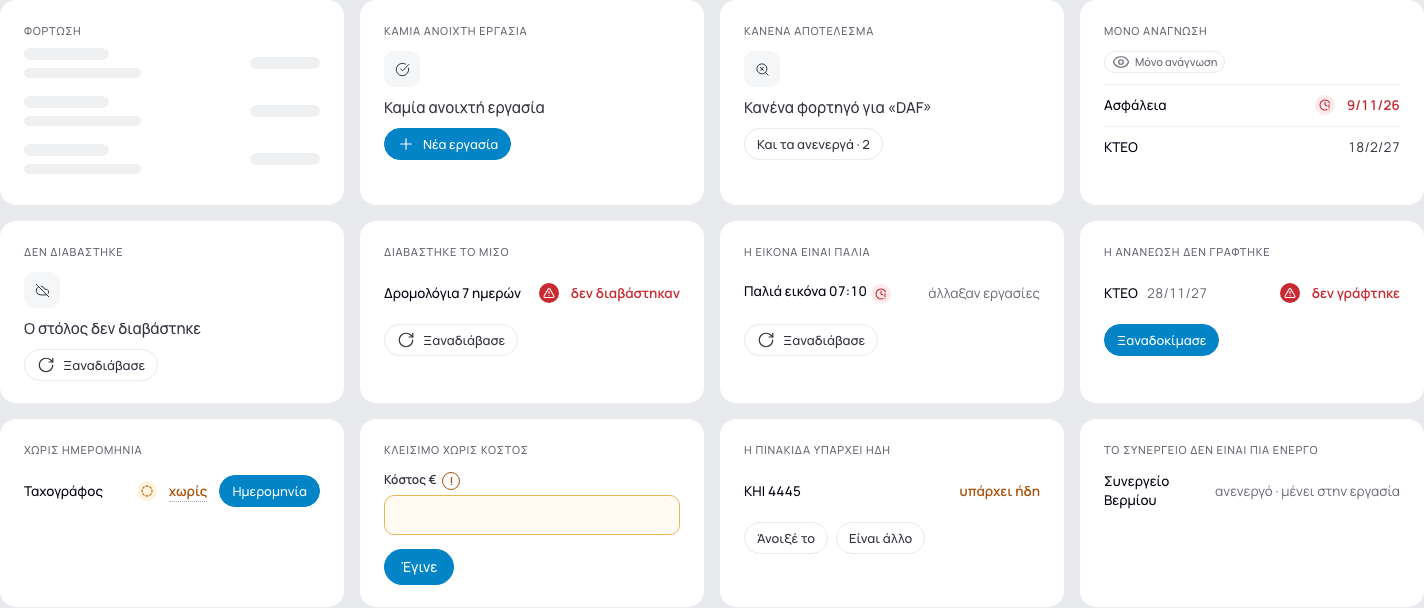 ΦΟΡΤΩΣΗ
ΚΑΜΙΑ ΑΝΟΙΧΤΗ ΕΡΓΑΣΙΑ
Καμία ανοιχτή εργασία
Νέα εργασία
ΚΑΝΕΝΑ ΑΠΟΤΕΛΕΣΜΑ
Κανένα φορτηγό για «DAF»
Και τα ανενεργά · 2
ΜΟΝΟ ΑΝΑΓΝΩΣΗ
Μόνο ανάγνωση
Ασφάλεια 9/11/26
ΚΤΕΟ 18/2/27
ΔΕΝ ΔΙΑΒΑΣΤΗΚΕ
Ο στόλος δεν διαβάστηκε
Ξαναδιάβασε
ΔΙΑΒΑΣΤΗΚΕ ΤΟ ΜΙΣΟ
Δρομολόγια 7 ημερών δεν διαβάστηκαν
Ξαναδιάβασε
Η ΕΙΚΟΝΑ ΕΙΝΑΙ ΠΑΛΙΑ
Παλιά εικόνα 07:10 άλλαξαν εργασίες
Ξαναδιάβασε
Η ΑΝΑΝΕΩΣΗ ΔΕΝ ΓΡΑΦΤΗΚΕ
ΚΤΕΟ 28/11/27 δεν γράφτηκε
Ξαναδοκίμασε
ΧΩΡΙΣ ΗΜΕΡΟΜΗΝΙΑ
Ταχογράφος χωρίς Ημερομηνία
ΚΛΕΙΣΙΜΟ ΧΩΡΙΣ ΚΟΣΤΟΣ
Κόστος €
Έγινε
Η ΠΙΝΑΚΙΔΑ ΥΠΑΡΧΕΙ ΗΔΗ
ΚΗΙ 4445 υπάρχει ήδη
Άνοιξέ το Είναι άλλο
ΤΟ ΣΥΝΕΡΓΕΙΟ ΔΕΝ ΕΙΝΑΙ ΠΙΑ ΕΝΕΡΓΟ
Συνεργείο
Βερμίου
ανενεργό · μένει στην εργασία